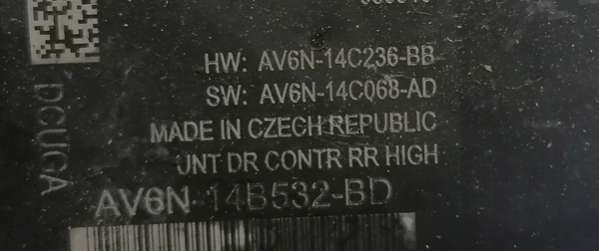 HW: AV6N-14C236-BB
SW: AV6N-14C068-AD
MADE IN CZECH REPUBLIC
UNT DR CONTR RR HIGH
AV6N-14B532-BD
DCUCA